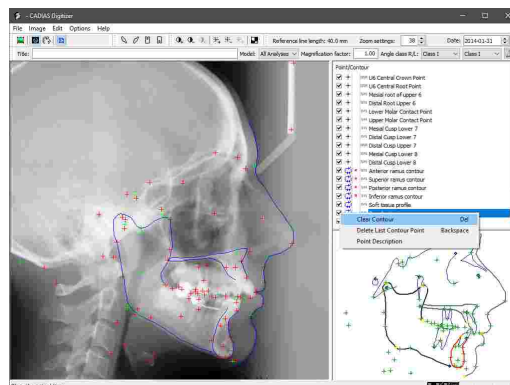 - CADIAS Digitizer
File Image Edit Options Help
Reference line length: 40.0 mm Zoom settings: 38 Date: 2014-01-31
Title: Model: All Analyses Magnification factor: 1.00 Angle class R/L: Class 1 Class 1
Point/Contour
U6 Central Crown Point
U6 Central Root Point
Mesial root of upper 6
Distal Root Upper 6
Lower Molar Contact Point
Upper Molar Contact Point
Mesial Cusp Lower 7
Distal Cusp Lower 7
Distal Cusp Upper 7
Mesial Cusp Lower 8
Distal Cusp Lower 8
Anterior ramus contour
Superior ramus contour
Posterior ramus contour
Inferior ramus contour
Soft tissue profile
Clear Contour Del
Delete Last Contour Point Backspace
Point Description